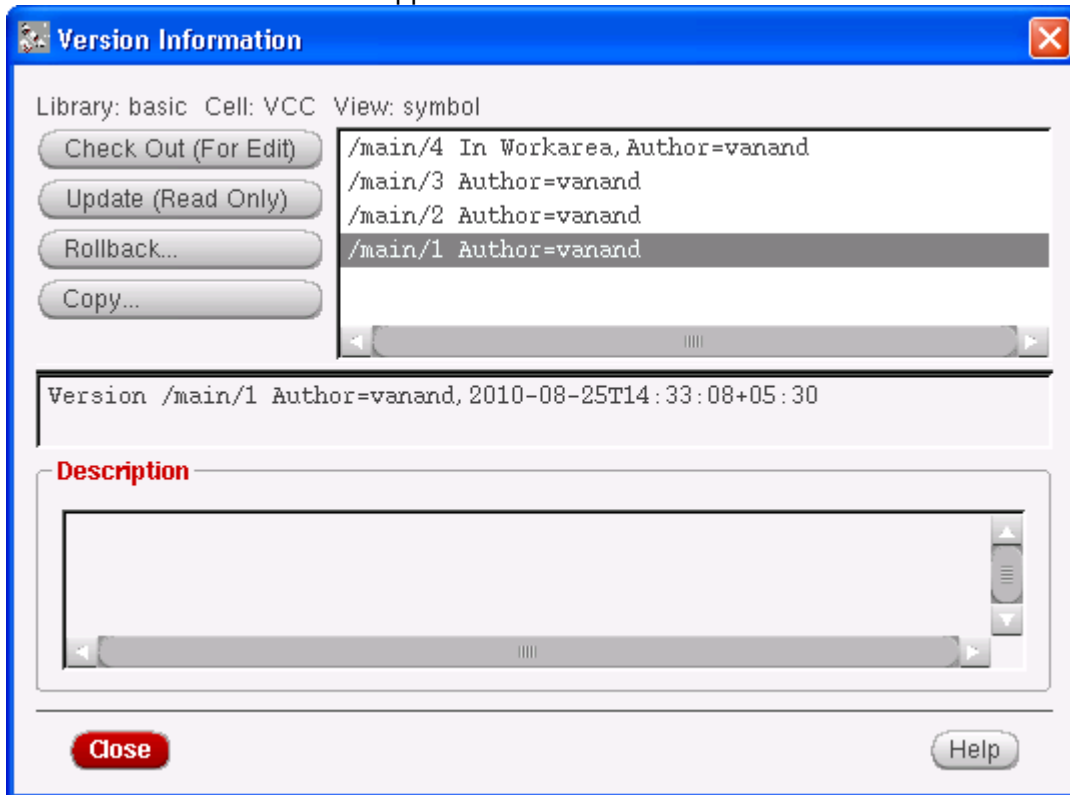 Version Information
Library: basic Cell: VCC View: symbol
Check Out (For Edit)
Update (Read Only)
Rollback...
Copy...
/main/4 In Workarea, Author=vanand
/main/3 Author=vanand
/main/2 Author=vanand
/main/1 Author=vanand
Version /main/1 Author=vanand, 2010-08-25T14:33:08+05:30
Description
Close
Help